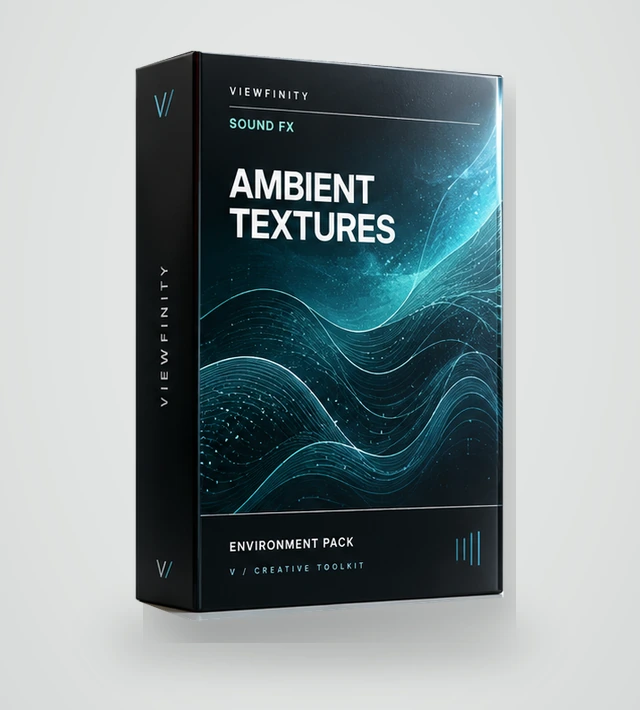 V/
VIEWFINITY
V/
VIEWFINITY
SOUND FX
AMBIENT
TEXTURES
ENVIRONMENT PACK
V / CREATIVE TOOLKIT